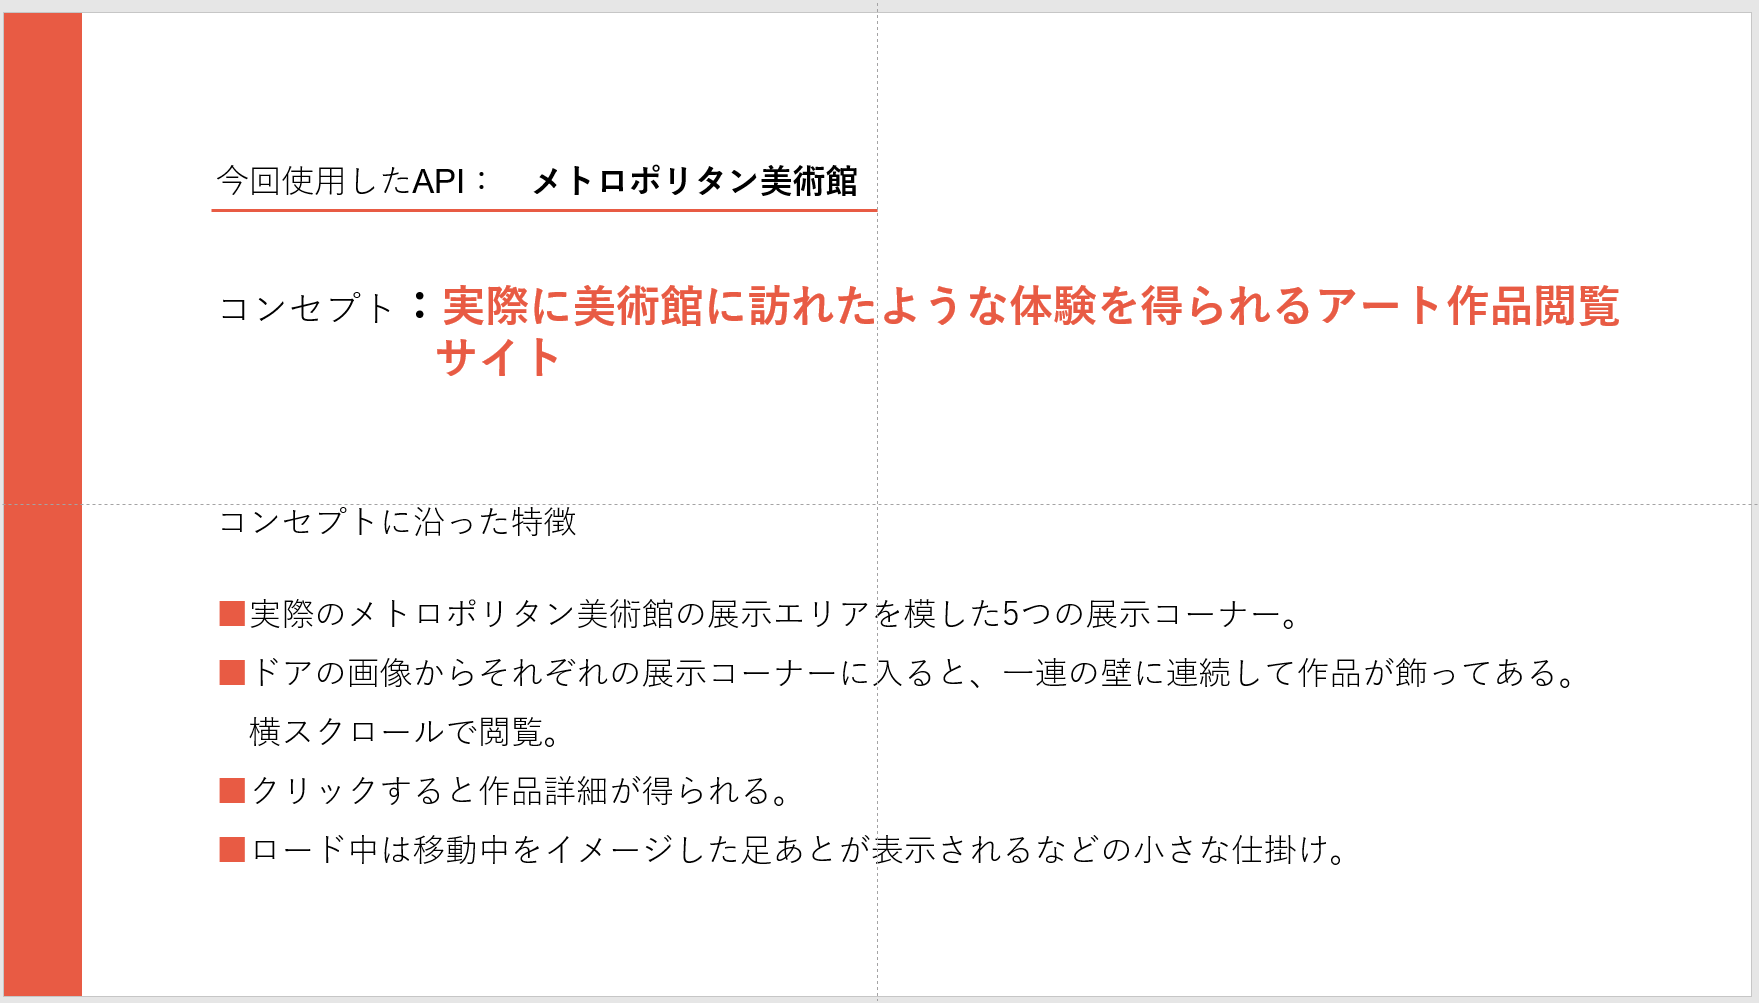 今回使用したAPI：　メトロポリタン美術館
コンセプト：実際に美術館に訪れたような体験を得られるアート作品閲覧
サイト
コンセプトに沿った特徴
■実際のメトロポリタン美術館の展示エリアを模した5つの展示コーナー。
■ドアの画像からそれぞれの展示コーナーに入ると、一連の壁に連続して作品が飾ってある。
横スクロールで閲覧。
■クリックすると作品詳細が得られる。
■ロード中は移動中をイメージした足あとが表示されるなどの小さな仕掛け。